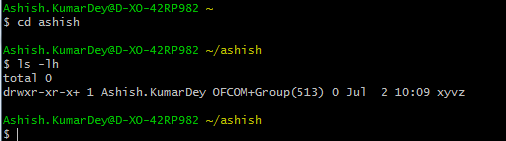 Ashish.KumarDey@D-XO-42RP982 ~
$ cd ashish
Ashish.KumarDey@D-XO-42RP982 ~/ashish
$ ls -lh
total 0
drwxr-xr-x+ 1 Ashish.KumarDey OFCOM+Group(513) 0 Jul  2 10:09 xyvz
Ashish.KumarDey@D-XO-42RP982 ~/ashish
$